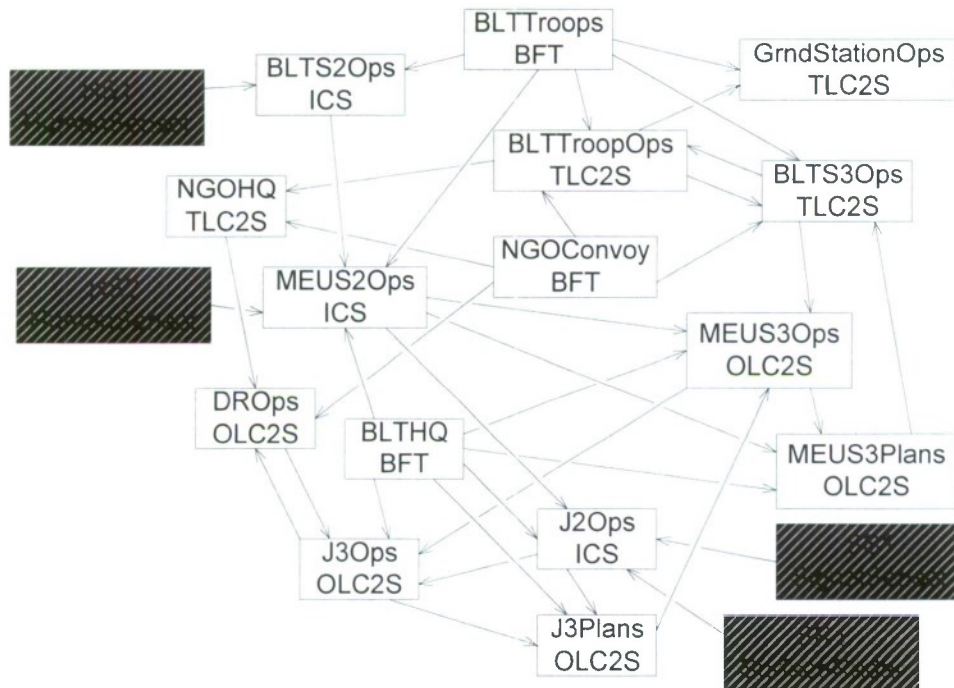 BLTTroops
BFT
BLTS2Ops
ICS
GrndStationOps
TLC2S
BLTTroopOps
TLC2S
BLTS3Ops
TLC2S
NGOHQ
TLC2S
NGOConvoy
BFT
MEUS2Ops
ICS
MEUS3Ops
OLC2S
DROps
OLC2S
BLTHQ
BFT
MEUS3Plans
OLC2S
J2Ops
ICS
J3Ops
OLC2S
J3Plans
OLC2S